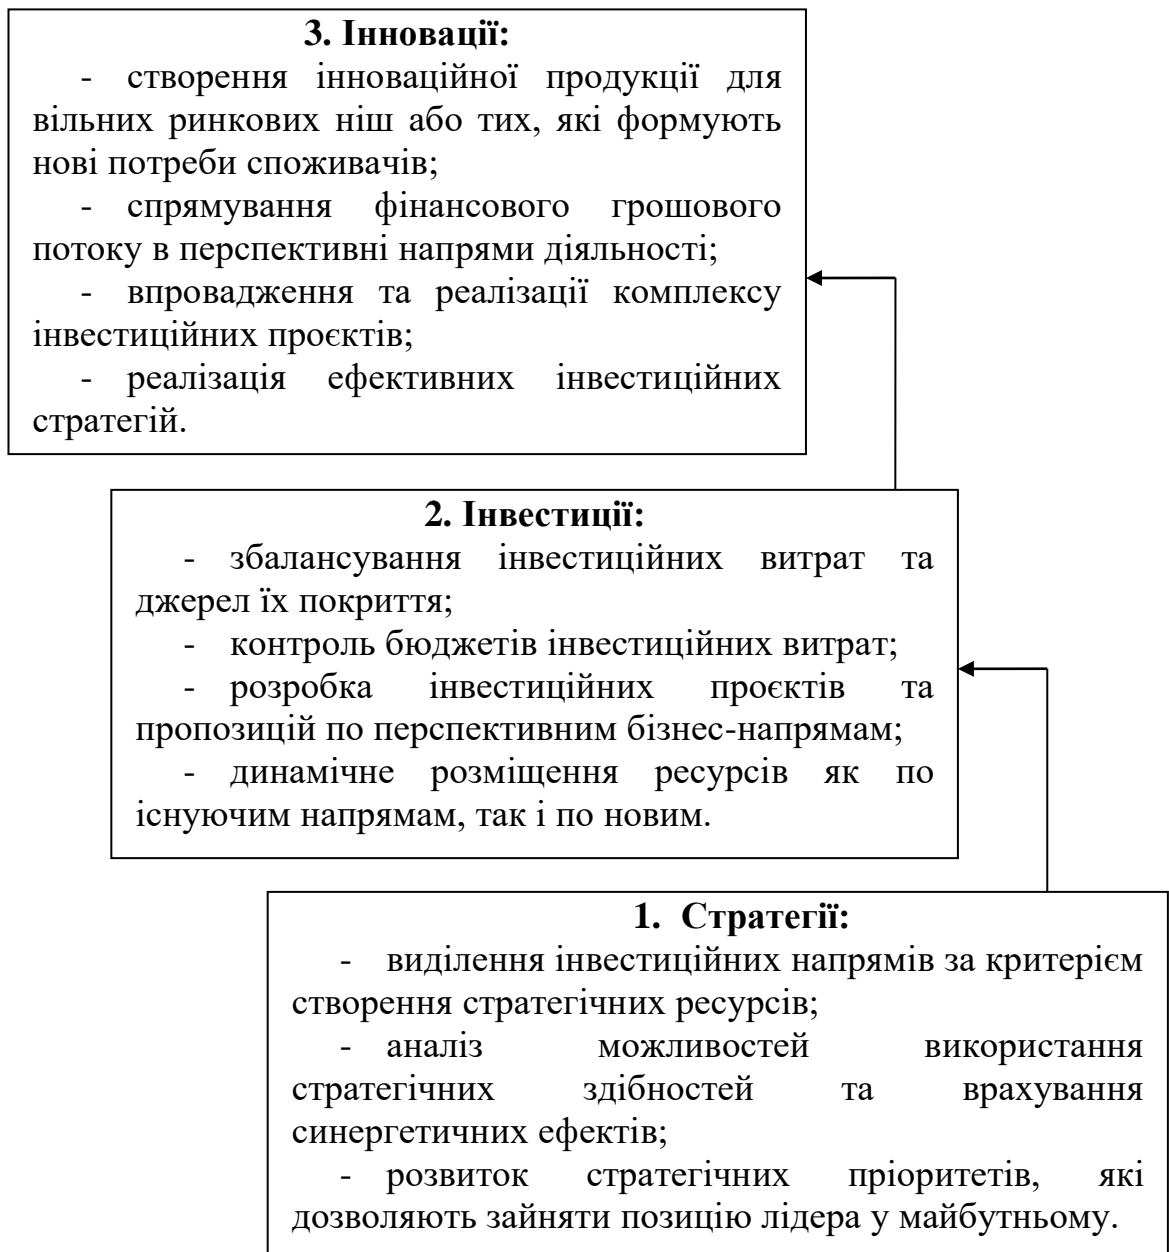 3. Інновації:
- створення інноваційної продукції для
вільних ринкових ніш або тих, які формують
нові потреби споживачів;
- спрямування фінансового грошового
потоку в перспективні напрями діяльності;
- впровадження та реалізації комплексу
інвестиційних проєктів;
- реалізація ефективних інвестиційних
стратегій.
2. Інвестиції:
- збалансування інвестиційних витрат та
джерел їх покриття;
- контроль бюджетів інвестиційних витрат;
- розробка інвестиційних проєктів та
пропозицій по перспективним бізнес-напрямам;
- динамічне розміщення ресурсів як по
існуючим напрямам, так і по новим.
1. Стратегії:
- виділення інвестиційних напрямів за критерієм
створення стратегічних ресурсів;
- аналіз можливостей використання
стратегічних здібностей та врахування
синергетичних ефектів;
- розвиток стратегічних пріоритетів, які
дозволяють зайняти позицію лідера у майбутньому.